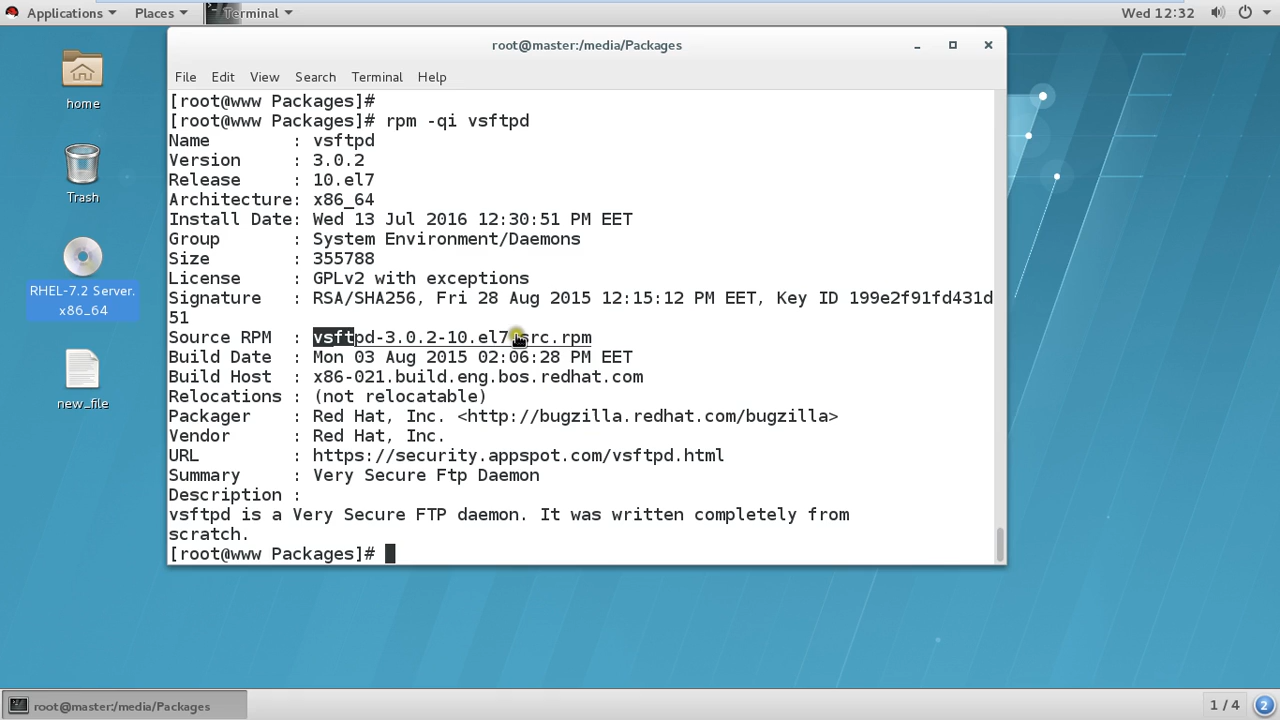 Applications Places Terminal Wed 12:32
root@master:/media/Packages
File Edit View Search Terminal Help
home
Trash
RHEL-7.2 Server.
x86_64
new_file
[root@www Packages]#
[root@www Packages]# rpm -qi vsftpd
Name        : vsftpd
Version     : 3.0.2
Release     : 10.el7
Architecture: x86_64
Install Date: Wed 13 Jul 2016 12:30:51 PM EET
Group       : System Environment/Daemons
Size        : 355788
License     : GPLv2 with exceptions
Signature   : RSA/SHA256, Fri 28 Aug 2015 12:15:12 PM EET, Key ID 199e2f91fd431d
51
Source RPM  : vsftpd-3.0.2-10.el7.src.rpm
Build Date  : Mon 03 Aug 2015 02:06:28 PM EET
Build Host  : x86-021.build.eng.bos.redhat.com
Relocations : (not relocatable)
Packager    : Red Hat, Inc. <http://bugzilla.redhat.com/bugzilla>
Vendor      : Red Hat, Inc.
URL         : https://security.appspot.com/vsftpd.html
Summary     : Very Secure Ftp Daemon
Description :
vsftpd is a Very Secure FTP daemon. It was written completely from
scratch.
[root@www Packages]#
root@master:/media/Packages 1 / 4 2